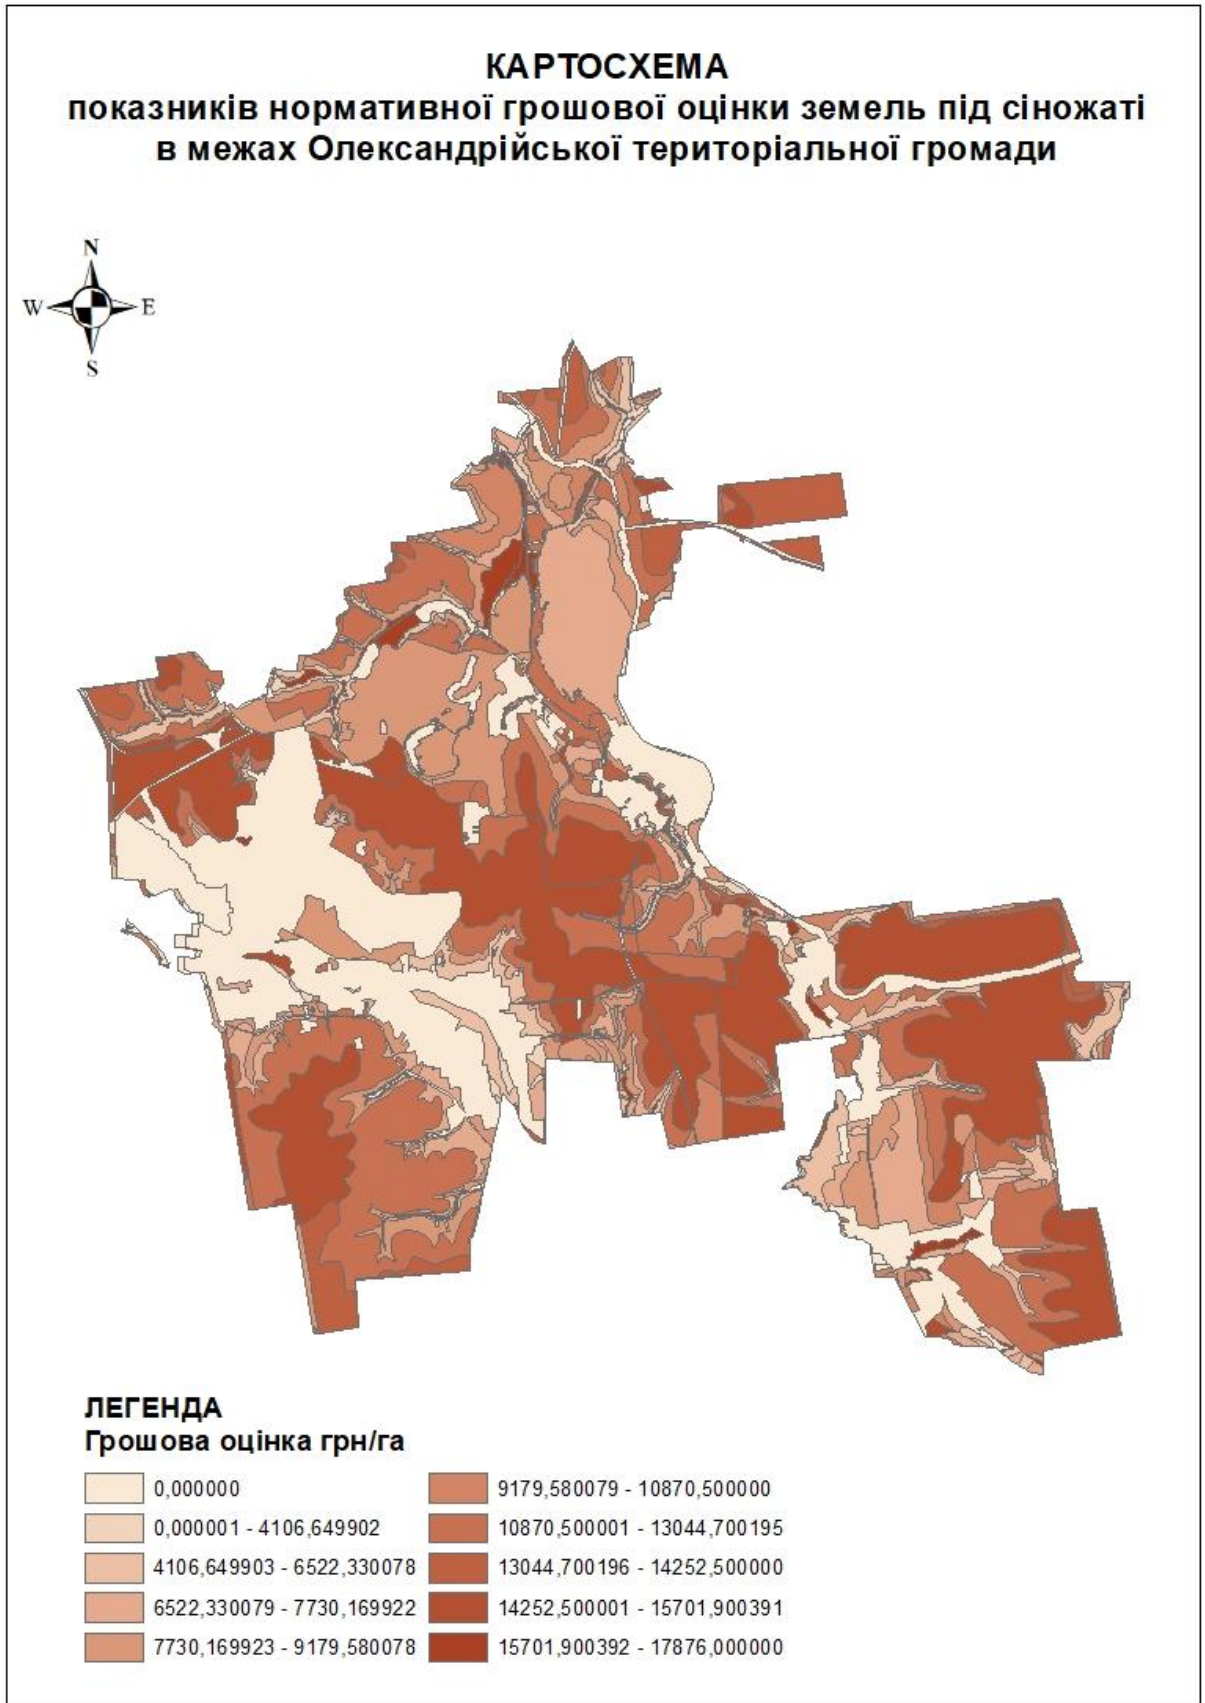 КАРТОСХЕМА
показників нормативної грошової оцінки земель під сіножаті
в межах Олександрійської територіальної громади
N
W E
S
ЛЕГЕНДА
Грошова оцінка грн/га
0,000000
0,000001 - 4106,649902
4106,649903 - 6522,330078
6522,330079 - 7730,169922
7730,169923 - 9179,580078
9179,580079 - 10870,500000
10870,500001 - 13044,700195
13044,700196 - 14252,500000
14252,500001 - 15701,900391
15701,900392 - 17876,000000